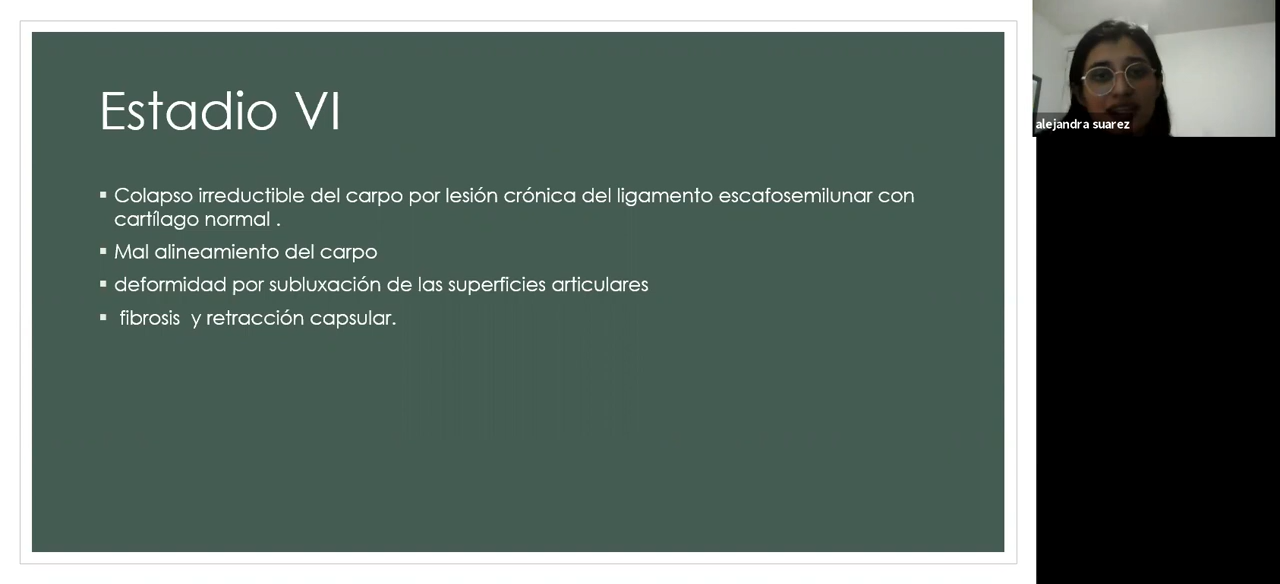 Estadio VI
▪ Colapso irreductible del carpo por lesión crónica del ligamento escafosemilunar con
cartílago normal .
▪ Mal alineamiento del carpo
▪ deformidad por subluxación de las superficies articulares
▪ fibrosis y retracción capsular.
alejandra suarez